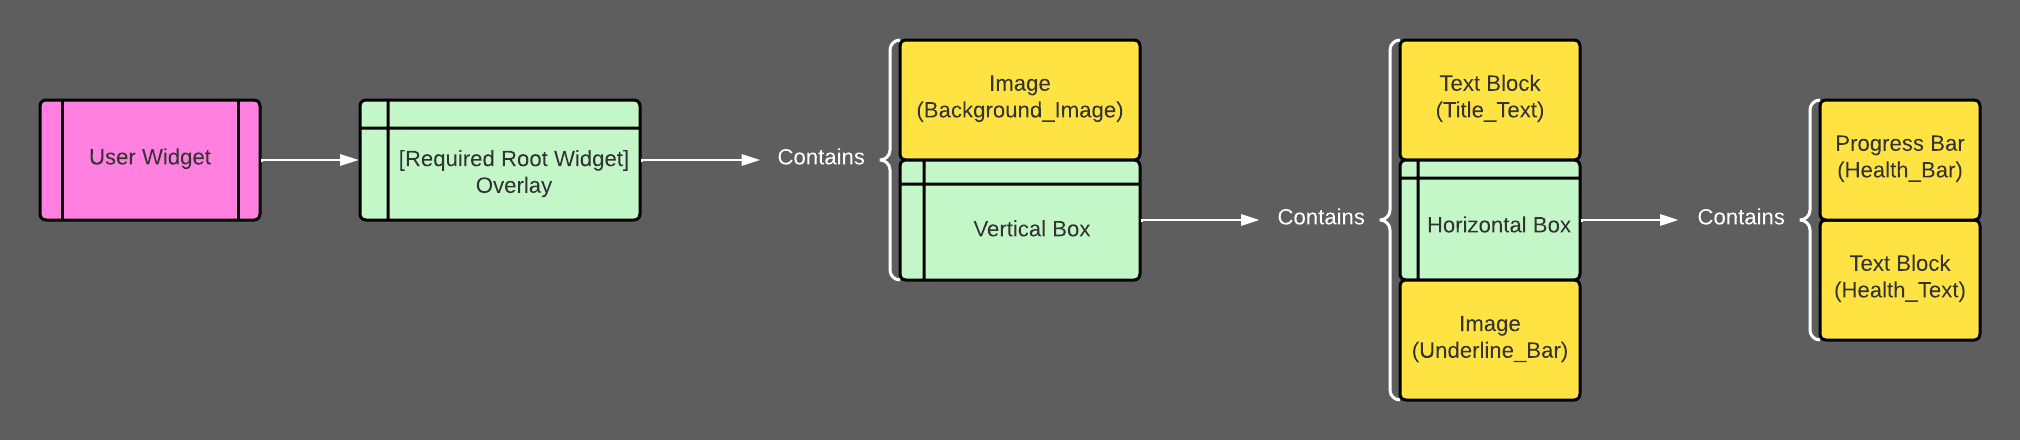 User Widget
[Required Root Widget]
Overlay
Contains
Image
(Background_Image)
Vertical Box
Contains
Text Block
(Title_Text)
Horizontal Box
Image
(Underline_Bar)
Contains
Progress Bar
(Health_Bar)
Text Block
(Health_Text)